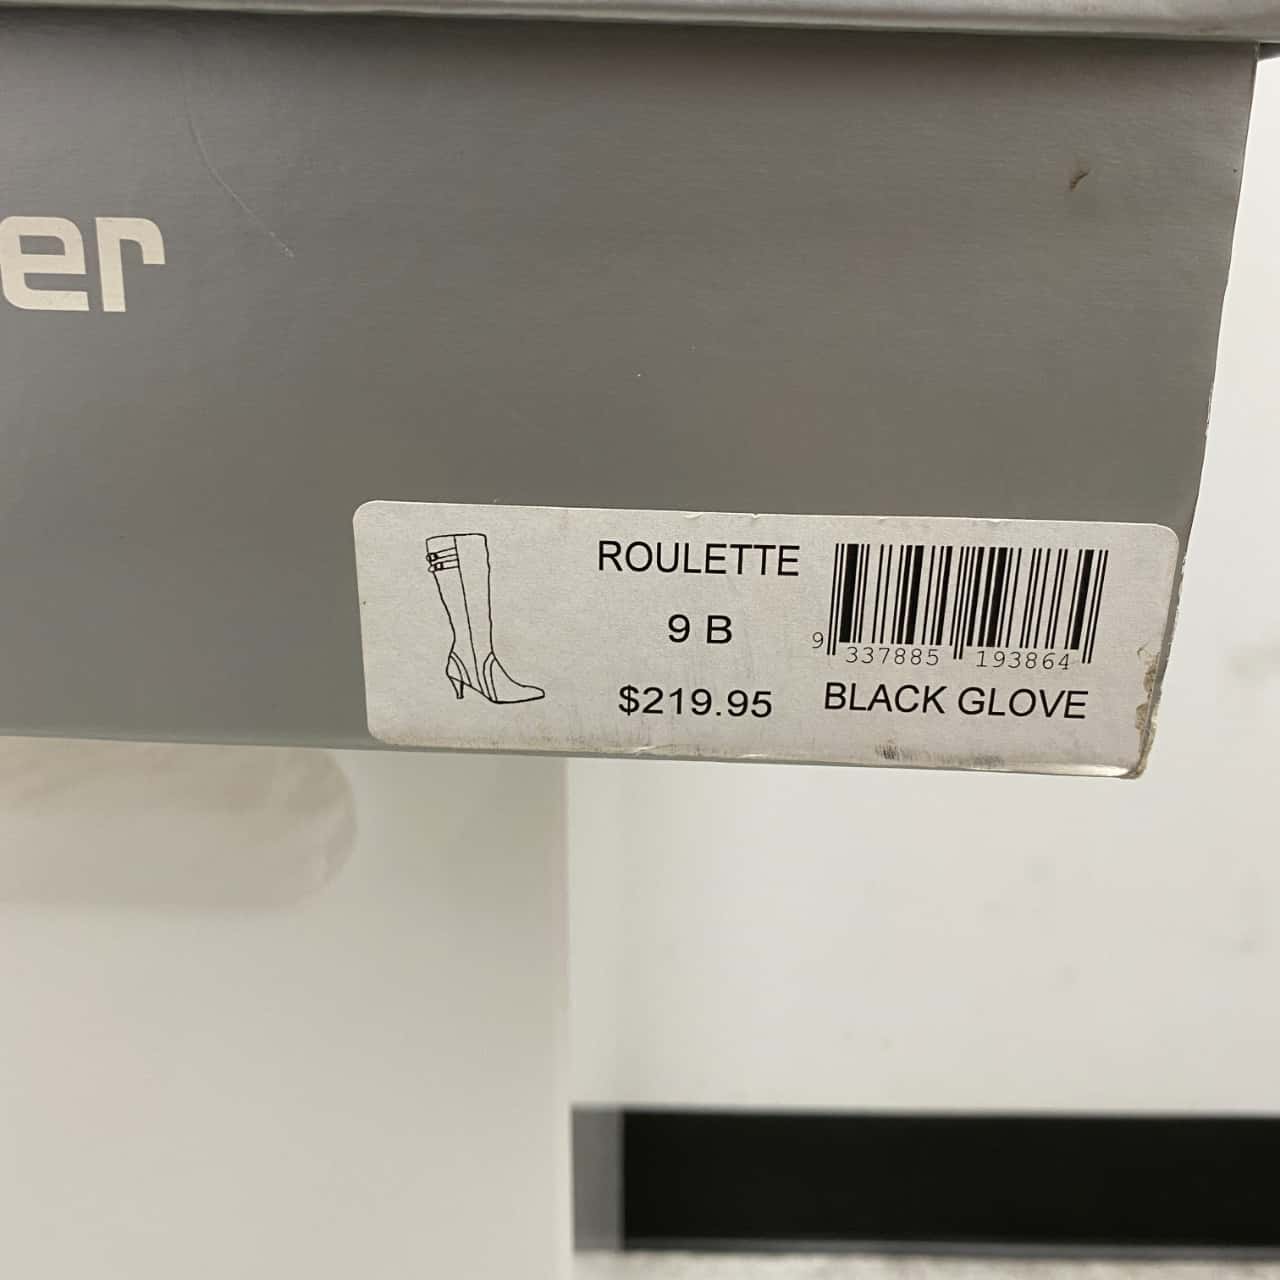 er
ROULETTE
9 B
$219.95
9 337885 193864
BLACK GLOVE